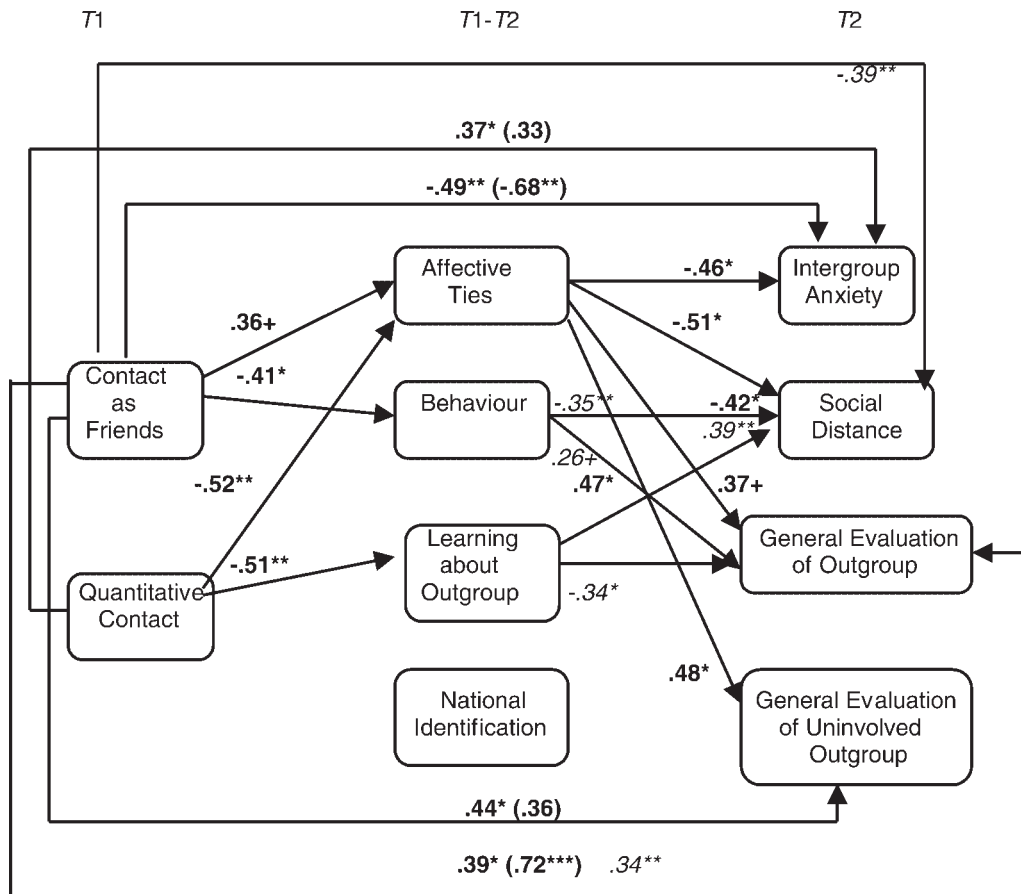 T1 T1-T2 T2
-.39**
.37* (.33)
-.49** (-.68**)
Affective
Ties
-.46*
Intergroup
Anxiety
.36+
-.51*
Contact
as
Friends
-.41*
Behaviour
-.35**
-.42*
.39**
Social
Distance
.26+
.47*
-.52**
.37+
Learning
about
Outgroup
-.51**
-.34*
General Evaluation
of Outgroup
Quantitative
Contact
.48*
National
Identification
General Evaluation
of Uninvolved
Outgroup
.44* (.36)
.39* (.72***) .34**